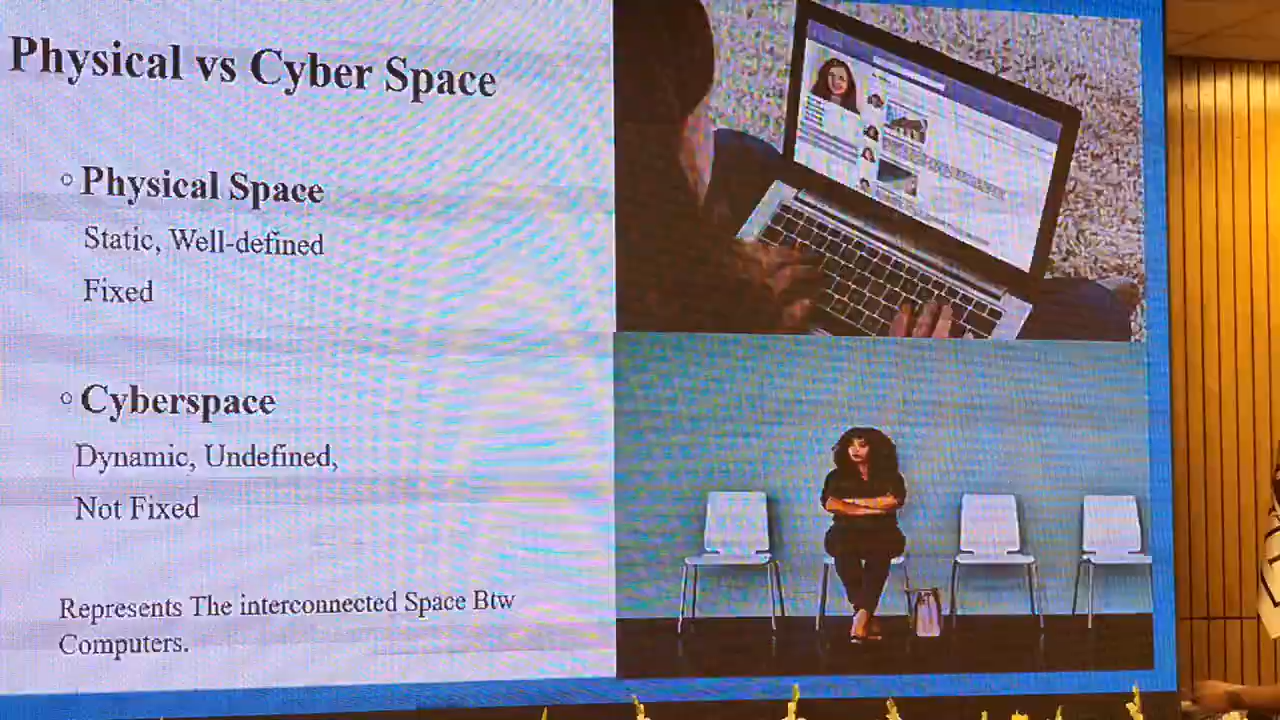 Physical vs Cyber Space
◦ Physical Space
Static, Well-defined
Fixed
◦ Cyberspace
Dynamic, Undefined,
Not Fixed
Represents The interconnected Space Btw
Computers.